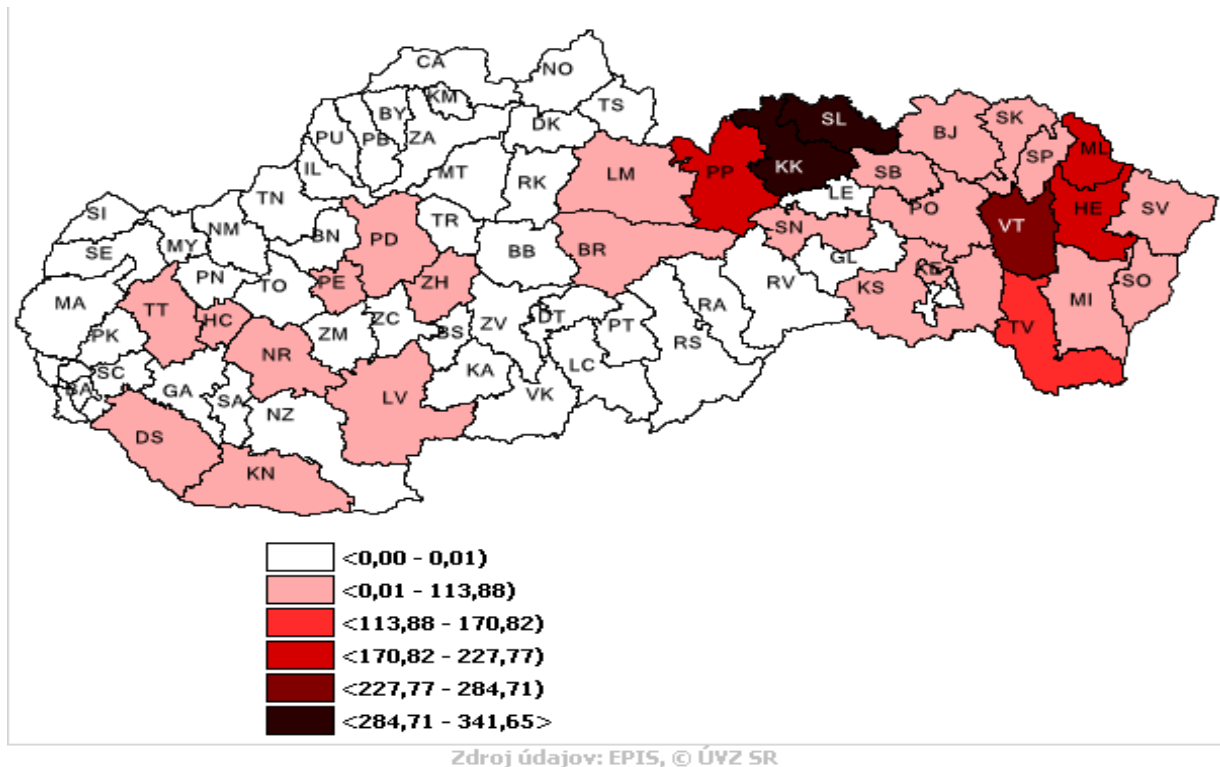 CA
NO
KM
TS
BY
PU
PB
ZA
DK
SL
BJ
SK
SP
ML
IL
MT
RK
LM
PP
KK
SB
LE
TN
SI
NM
BN
PD
TR
BB
BR
SN
PO
VT
HE
SV
SE
MY
PN
TO
PE
ZH
GL
KE
RV
KS
MI
SO
MA
TT
HC
ZM
ZC
BS
ZV
DT
PT
RA
RS
TV
PK
NR
SC
BA
GA
SA
NZ
LV
KA
VK
LC
DS
KN
<0,00 - 0,01)
<0,01 - 113,88)
<113,88 - 170,82)
<170,82 - 227,77)
<227,77 - 284,71)
<284,71 - 341,65>
Zdroj údajov: EPIS, © ÚVZ SR